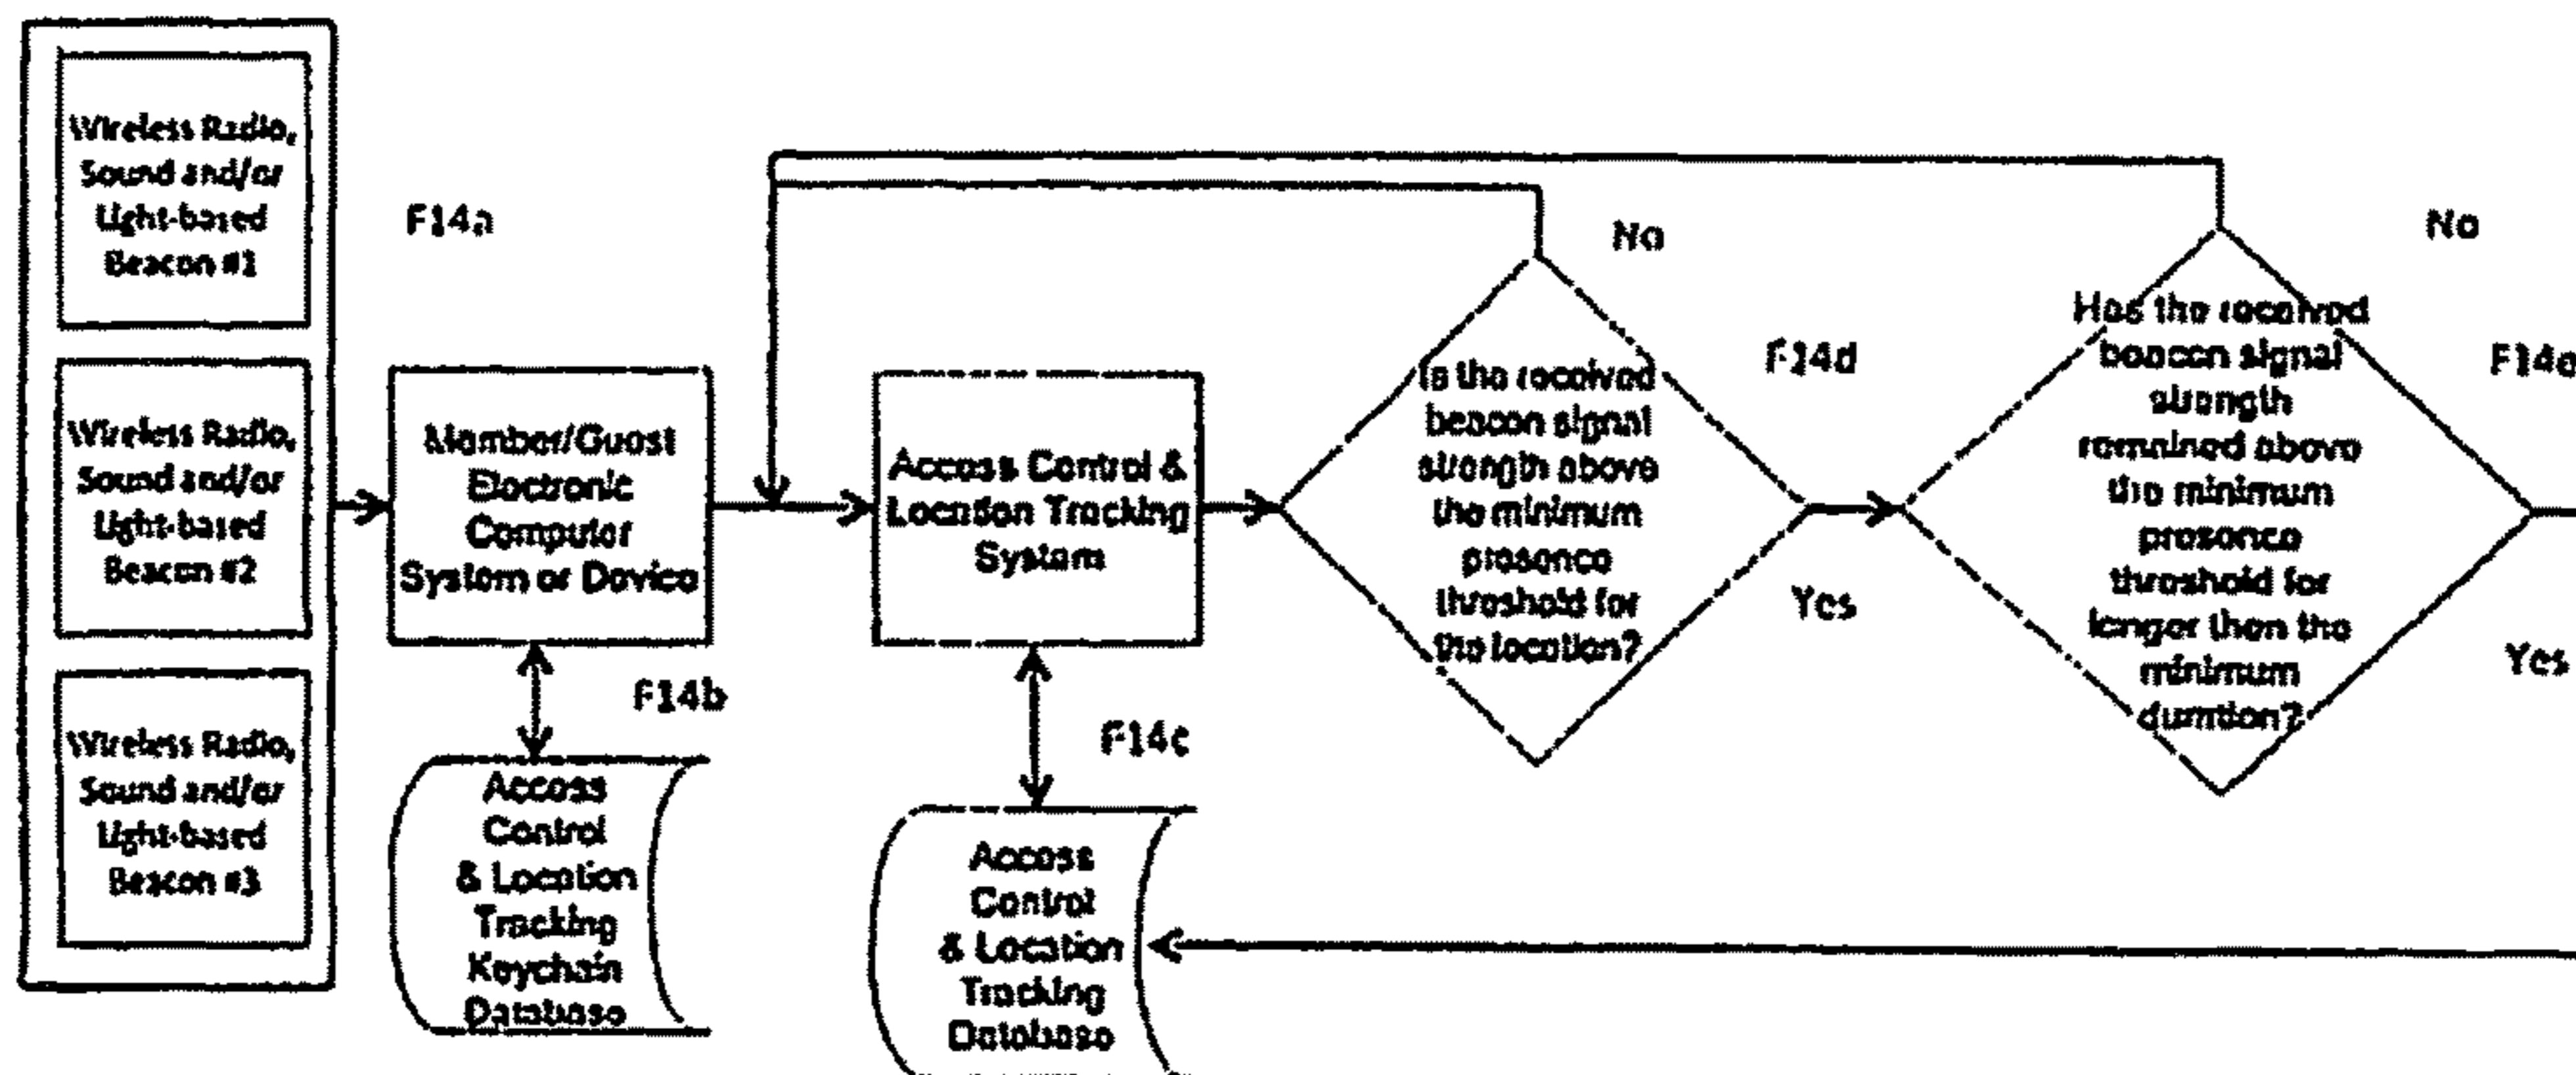 Wireless Radio,
Sound and/or
Light-based
Beacon #1
Wireless Radio,
Sound and/or
Light-based
Beacon #2
Wireless Radio,
Sound and/or
Light-based
Beacon #3
F14a
Member/Guest
Electronic
Computer
System or Device
F14b
Access
Control
& Location
Tracking
Keychain
Database
Access Control &
Location Tracking
System
F14c
Access
Control
& Location
Tracking
Database
Is the received
beacon signal
strength above
the minimum
presence
threshold for
the location?
No
F14d
Yes
Has the received
beacon signal
strength
remained above
the minimum
presence
threshold for
longer then the
minimum
duration?
No
F14e
Yes